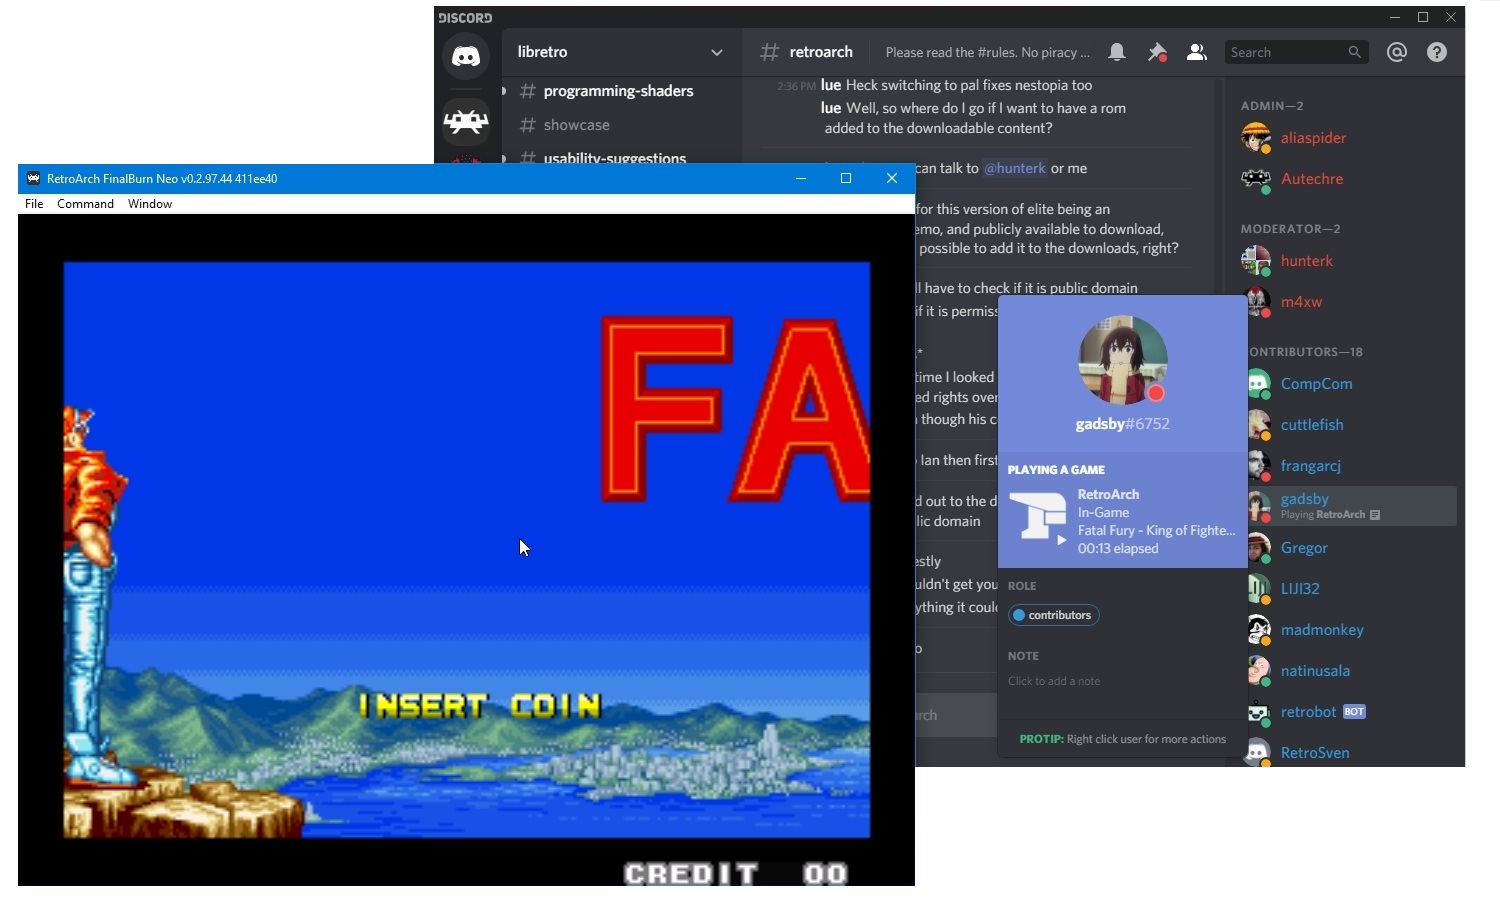 DISCORD
libretro
# programming-shaders
# showcase
usability-suggestions
# retroarch
Please read the #rules. No piracy ...
Search
2:36 PM lue Heck switching to pal fixes nestopia too
lue Well, so where do I go if I want to have a rom
added to the downloadable content?
can talk to @hunterk or me
for this version of elite being an
emo, and publicly available to download,
possible to add it to the downloads, right?
ll have to check if it is public domain
if it is permiss
.*
time I looked
ed rights over
though his c
Ian then first
d out to the d
lic domain
estly
uldn't get you
ything it could
o
rch
ADMIN—2
aliaspider
Autechre
MODERATOR—2
hunterk
m4xw
ONTRIBUTORS—18
CompCom
cuttlefish
frangarcj
gadsby
Playing RetroArch
Gregor
LIJI32
madmonkey
natinusala
retrobot BOT
RetroSven
gadsby#6752
PLAYING A GAME
RetroArch
In-Game
Fatal Fury - King of Fighte...
00:13 elapsed
ROLE
contributors
NOTE
Click to add a note
PROTIP: Right click user for more actions
RetroArch FinalBurn Neo v0.2.97.44 411ee40
File Command Window
FA
INSERT COIN
CREDIT 00